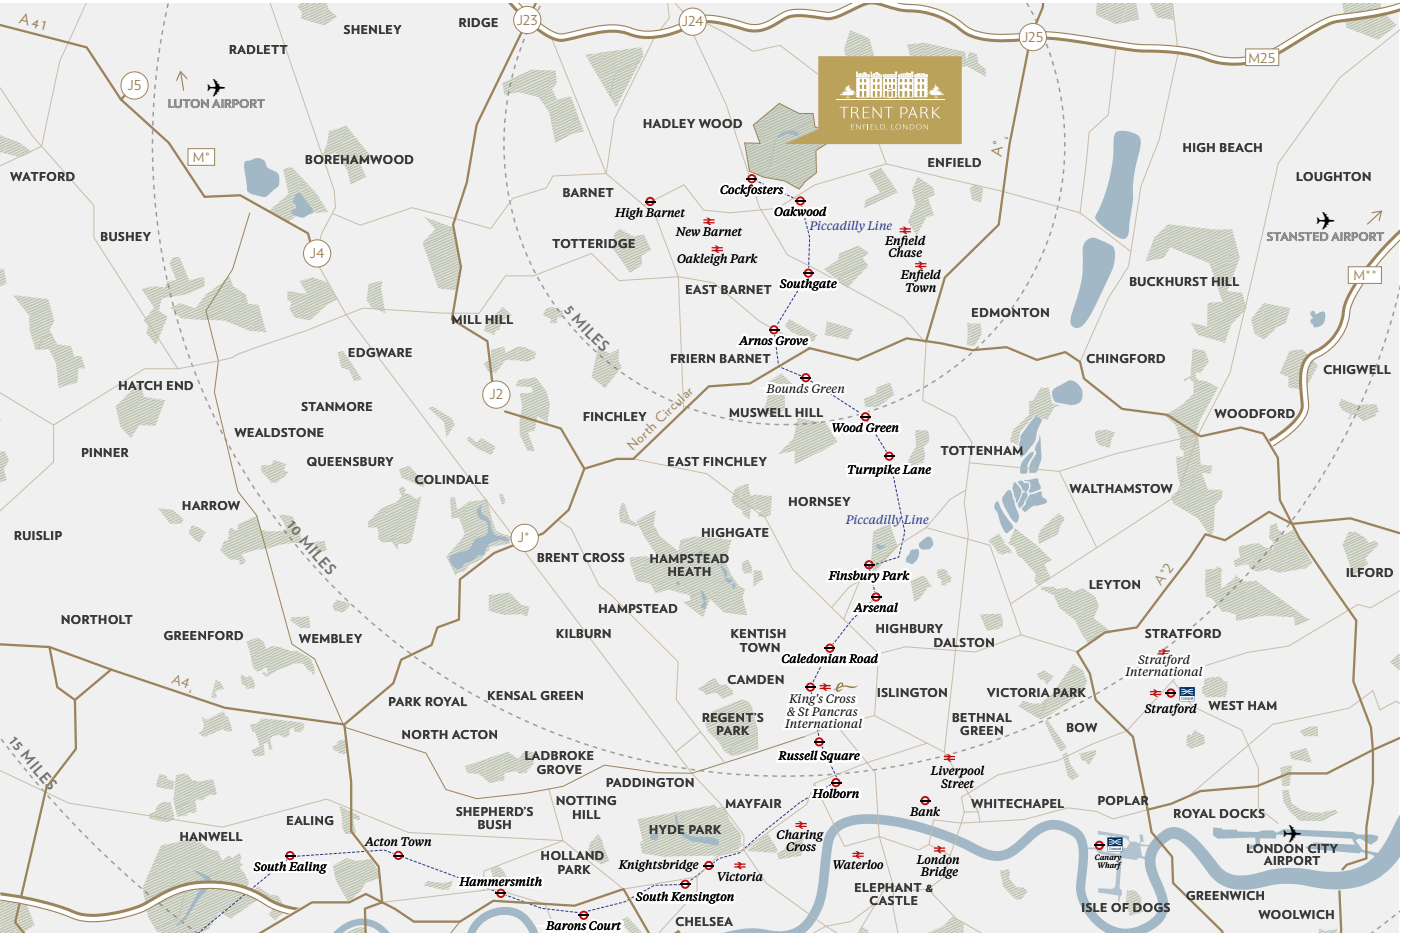 A41
SHENLEY
RIDGE
J23
J24
J25
RADLETT
M25
J5
LUTON AIRPORT
TRENT PARK
ENFIELD, LONDON
HADLEY WOOD
M*
BOREHAMWOOD
ENFIELD
HIGH BEACH
WATFORD
Cockfosters
LOUGHTON
BARNET
High Barnet
Oakwood
New Barnet
Piccadilly Line
BUSHEY
TOTTERIDGE
Oakleigh Park
Enfield
Chase
STANSTED AIRPORT
J4
Enfield
Town
M**
EAST BARNET
Southgate
BUCKHURST HILL
MILL HILL
5 MILES
EDMONTON
Arnos Grove
EDGWARE
FRIERN BARNET
CHINGFORD
HATCH END
Bounds Green
CHIGWELL
J2
STANMORE
FINCHLEY
North Circular
MUSWELL HILL
WOODFORD
WEALDSTONE
Wood Green
PINNER
QUEENSBURY
EAST FINCHLEY
Turnpike Lane
TOTTENHAM
COLINDALE
WALTHAMSTOW
HARROW
HORNSEY
Piccadilly Line
RUISLIP
10 MILES
J*
HIGHGATE
BRENT CROSS
HAMPSTEAD
HEATH
Finsbury Park
ILFORD
LEYTON
A*2
HAMPSTEAD
Arsenal
NORTHOLT
GREENFORD
WEMBLEY
KILBURN
KENTISH
TOWN
HIGHBURY
DALSTON
STRATFORD
Caledonian Road
Stratford
International
A4
CAMDEN
PARK ROYAL
KENSAL GREEN
King's Cross
& St Pancras
International
ISLINGTON
VICTORIA PARK
Stratford
WEST HAM
REGENT'S
PARK
BETHNAL
GREEN
BOW
NORTH ACTON
15 MILES
LADBROKE
GROVE
Russell Square
Liverpool
Street
PADDINGTON
Holborn
NOTTING
HILL
MAYFAIR
Bank
WHITECHAPEL
POPLAR
SHEPHERD'S
BUSH
ROYAL DOCKS
EALING
HANWELL
HYDE PARK
Charing
Cross
Acton Town
LONDON CITY
AIRPORT
South Ealing
HOLLAND
PARK
Knightsbridge
Victoria
Waterloo
London
Bridge
Canary
Wharf
Hammersmith
South Kensington
ELEPHANT &
CASTLE
GREENWICH
ISLE OF DOGS
Barons Court
CHELSEA
WOOLWICH